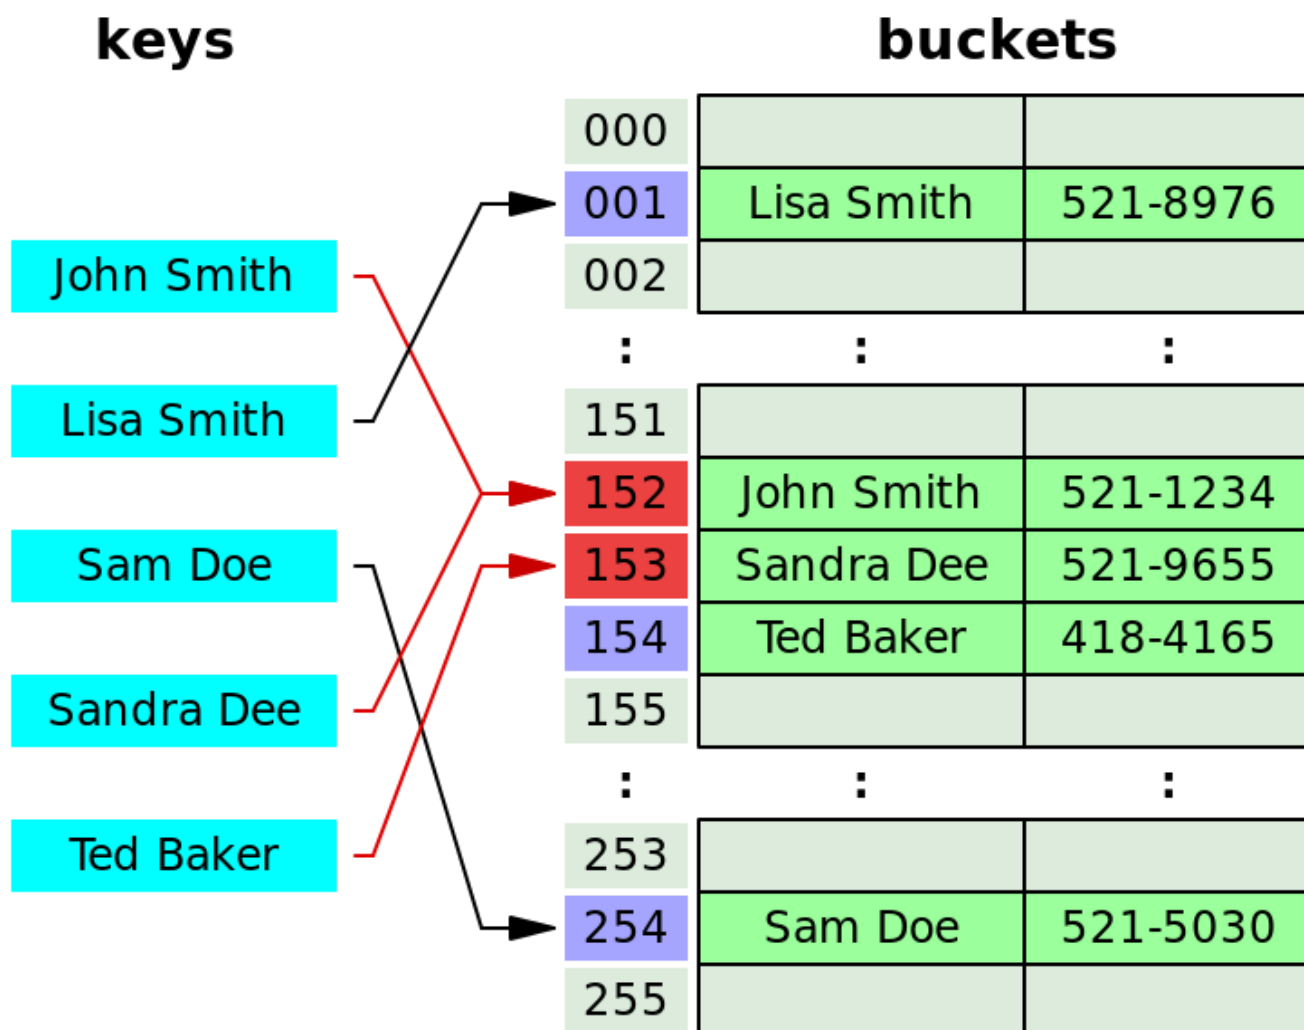 keys
buckets
000
001 Lisa Smith 521-8976
John Smith
002
: : :
Lisa Smith
151
152 John Smith 521-1234
Sam Doe
153 Sandra Dee 521-9655
154 Ted Baker 418-4165
Sandra Dee
155
: : :
Ted Baker
253
254 Sam Doe 521-5030
255